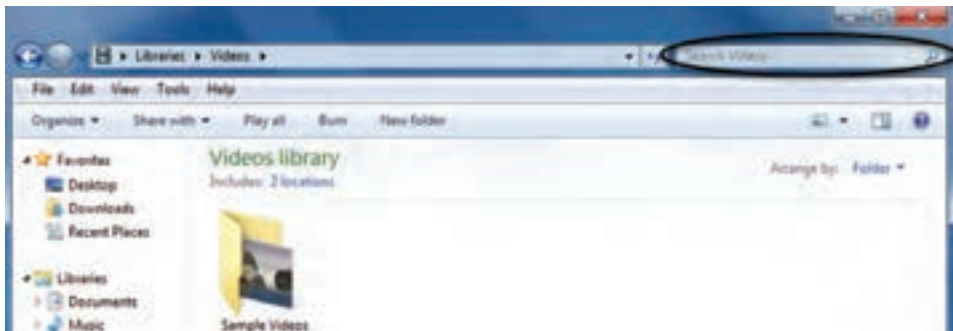 Libraries Videos
Search Videos
File Edit View Tools Help
Organize Share with Play all Burn New folder
Favorites
Desktop
Downloads
Recent Places
Libraries
Documents
Music
Videos library
Includes: 2 locations
Arrange by: Folder
Sample Videos